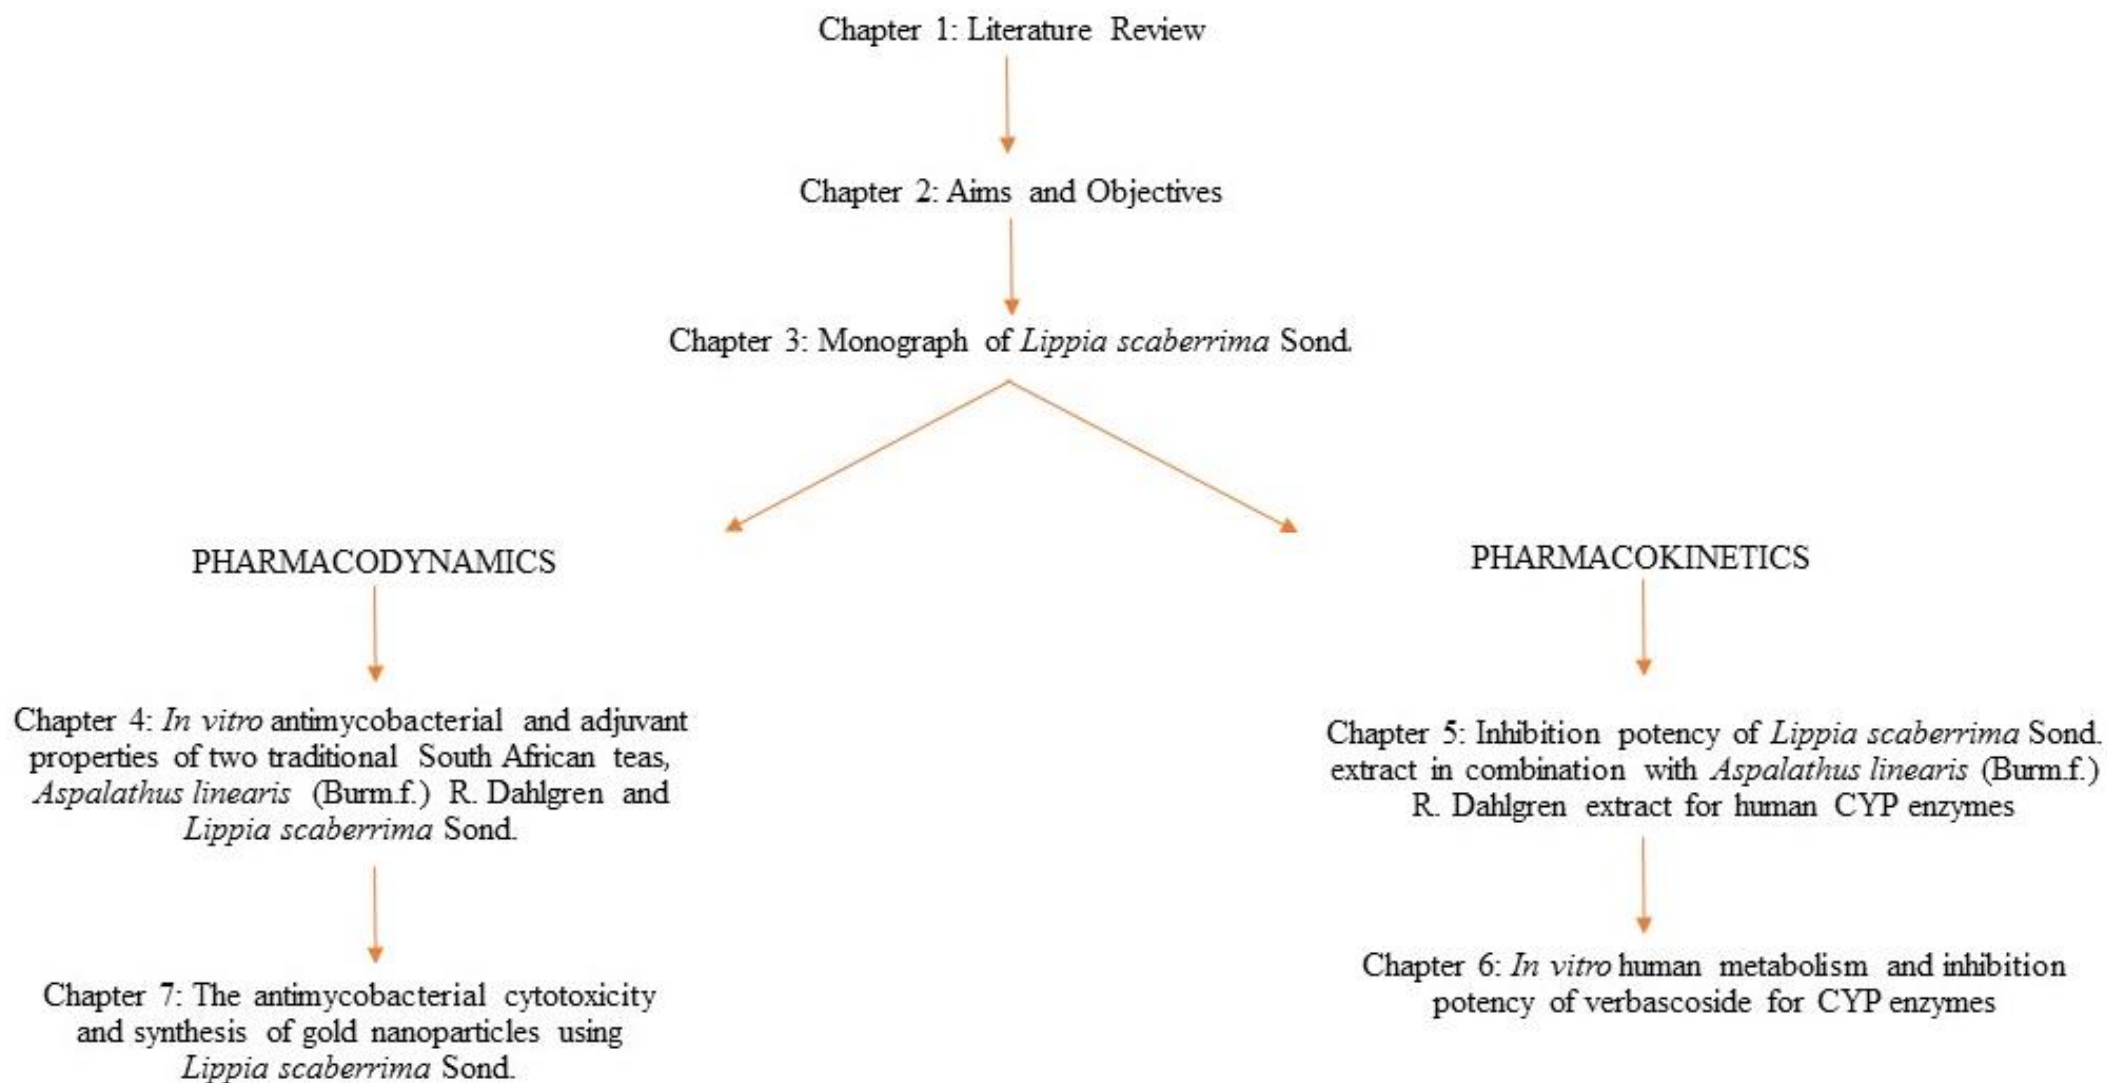 Chapter 1: Literature Review
Chapter 2: Aims and Objectives
Chapter 3: Monograph of Lippia scaberrima Sond.
PHARMACODYNAMICS
Chapter 4: In vitro antimycobacterial and adjuvant
properties of two traditional South African teas,
Aspalathus linearis (Burm.f.) R. Dahlgren and
Lippia scaberrima Sond.
Chapter 7: The antimycobacterial cytotoxicity
and synthesis of gold nanoparticles using
Lippia scaberrima Sond.
PHARMACOKINETICS
Chapter 5: Inhibition potency of Lippia scaberrima Sond.
extract in combination with Aspalathus linearis (Burm.f.)
R. Dahlgren extract for human CYP enzymes
Chapter 6: In vitro human metabolism and inhibition
potency of verbascoside for CYP enzymes